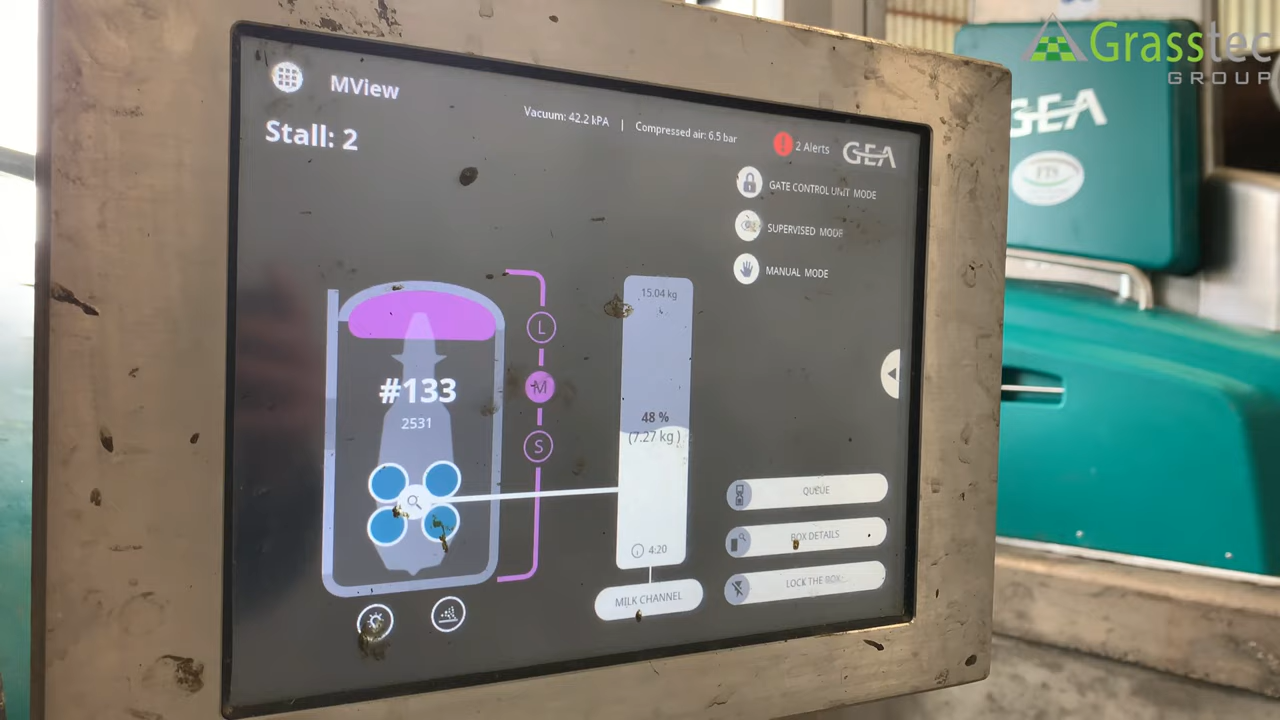 MView
Vacuum: 42.2 kPA | Compressed air: 6.5 bar
2 Alerts
GEA
Stall: 2
GATE CONTROL UNIT MODE
SUPERVISED MODE
MANUAL MODE
15.04 kg
L
M
S
#133
2531
48 %
(7.27 kg )
4:20
MILK CHANNEL
QUEUE
BOX DETAILS
LOCK THE BOX
Grasstec
GROUP
GEA